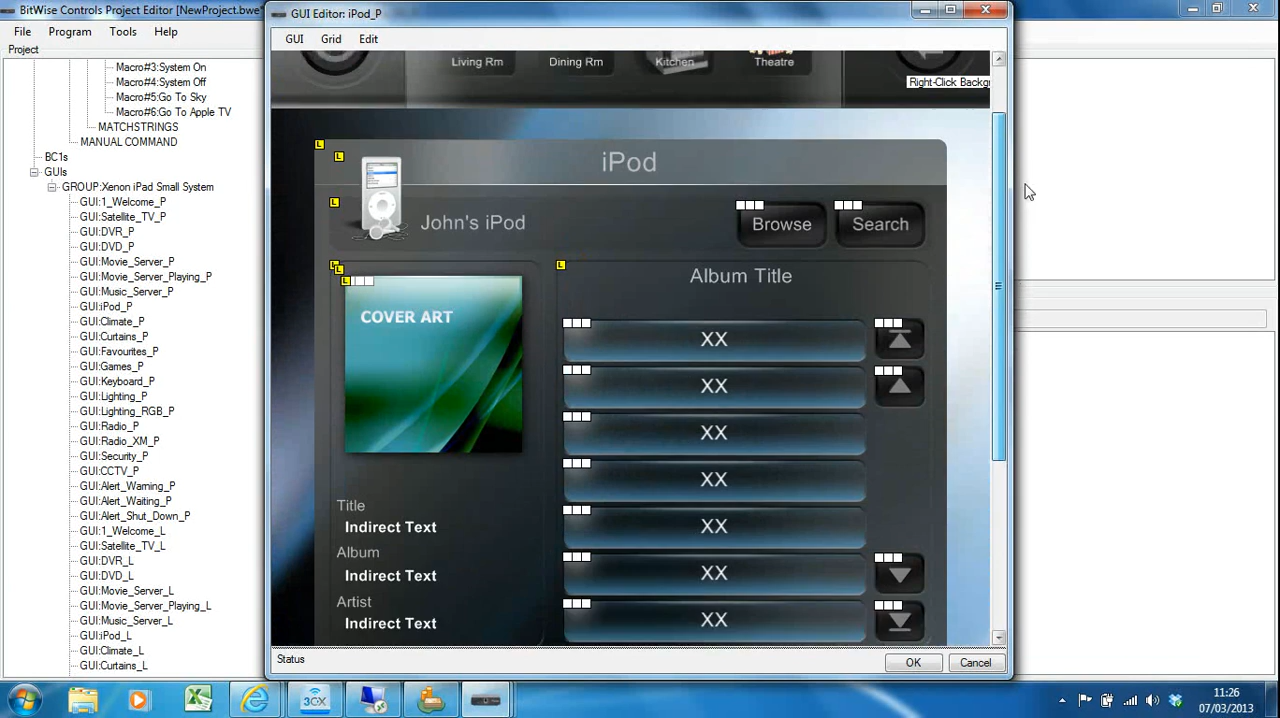 BitWise Controls Project Editor [NewProject.bwe*
GUI Editor: iPod_P
File Program Tools Help
GUI Grid Edit
Project
Macro#3:System On
Macro#4:System Off
Macro#5:Go To Sky
Macro#6:Go To Apple TV
MATCHSTRINGS
MANUAL COMMAND
BC1s
GUIs
GROUP:Xenon iPad Small System
GUI:1_Welcome_P
GUI:Satellite_TV_P
GUI:DVR_P
GUI:DVD_P
GUI:Movie_Server_P
GUI:Movie_Server_Playing_P
GUI:Music_Server_P
GUI:iPod_P
GUI:Climate_P
GUI:Curtains_P
GUI:Favourites_P
GUI:Games_P
GUI:Keyboard_P
GUI:Lighting_P
GUI:Lighting_RGB_P
GUI:Radio_P
GUI:Radio_XM_P
GUI:Security_P
GUI:CCTV_P
GUI:Alert_Warning_P
GUI:Alert_Waiting_P
GUI:Alert_Shut_Down_P
GUI:1_Welcome_L
GUI:Satellite_TV_L
GUI:DVR_L
GUI:DVD_L
GUI:Movie_Server_L
GUI:Movie_Server_Playing_L
GUI:Music_Server_L
GUI:iPod_L
GUI:Climate_L
GUI:Curtains_L
Living Rm Dining Rm Kitchen Theatre
Right-Click Backgr
L
L
iPod
L
John's iPod
Browse
Search
L
L
L
L
Album Title
COVER ART
XX
XX
XX
XX
XX
XX
XX
Title
Indirect Text
Album
Indirect Text
Artist
Indirect Text
Status
OK
Cancel
3CX
11:26
07/03/2013